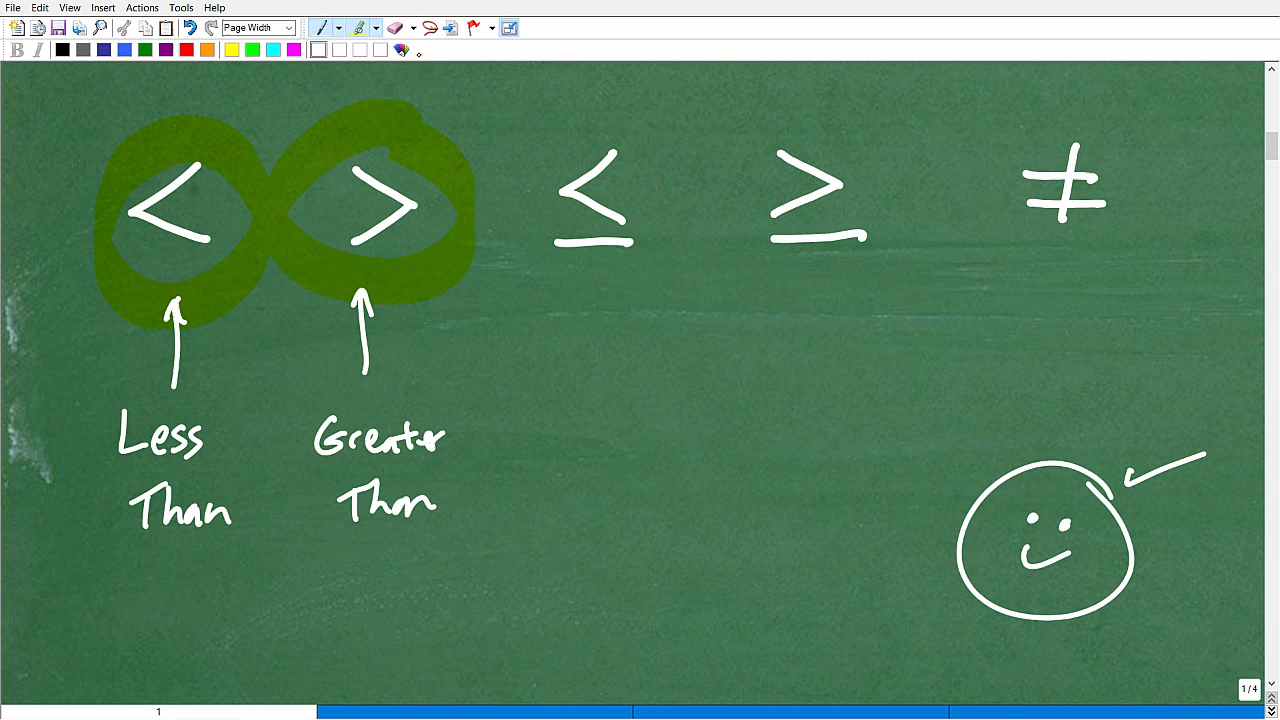 File Edit View Insert Actions Tools Help
Page Width
B I
< > ≤ ≥ ≠
Less Greater
Than Than
1/4
1